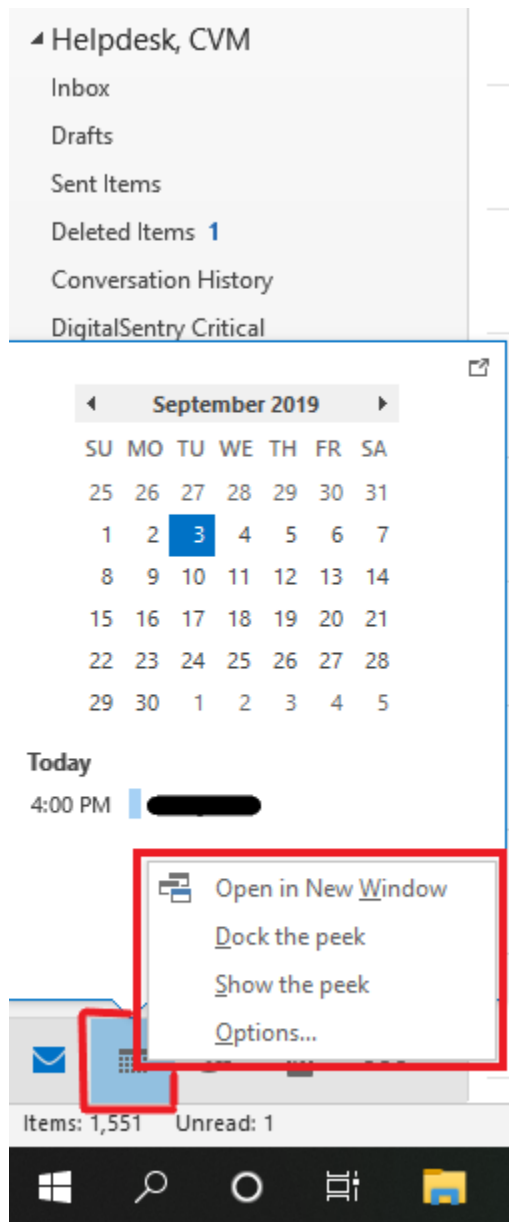 Helpdesk, CVM
Inbox
Drafts
Sent Items
Deleted Items 1
Conversation History
DigitalSentry Critical
September 2019
SU MO TU WE TH FR SA
25 26 27 28 29 30 31
1 2 3 4 5 6 7
8 9 10 11 12 13 14
15 16 17 18 19 20 21
22 23 24 25 26 27 28
29 30 1 2 3 4 5
Today
4:00 PM
Open in New Window
Dock the peek
Show the peek
Options...
Items: 1,551 Unread: 1